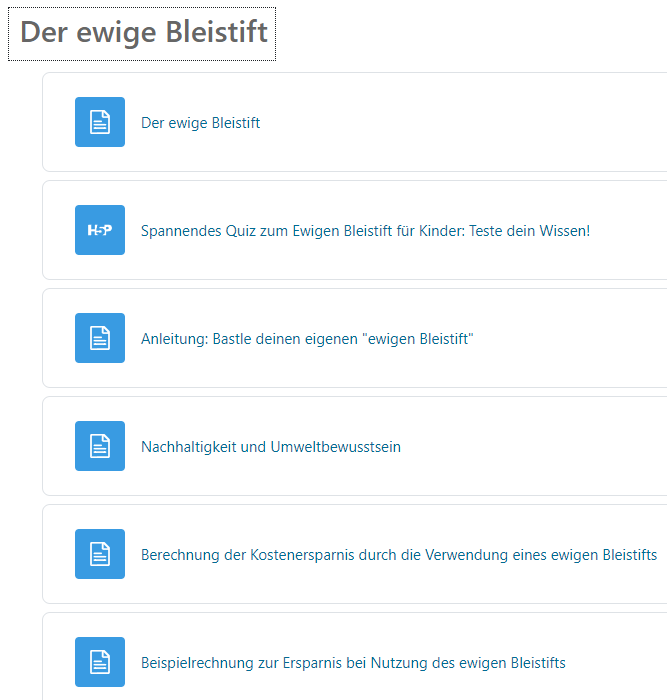 Der ewige Bleistift
Der ewige Bleistift
H5P
Spannendes Quiz zum Ewigen Bleistift für Kinder: Teste dein Wissen!
Anleitung: Bastle deinen eigenen "ewigen Bleistift"
Nachhaltigkeit und Umweltbewusstsein
Berechnung der Kostenersparnis durch die Verwendung eines ewigen Bleistifts
Beispielrechnung zur Ersparnis bei Nutzung des ewigen Bleistifts